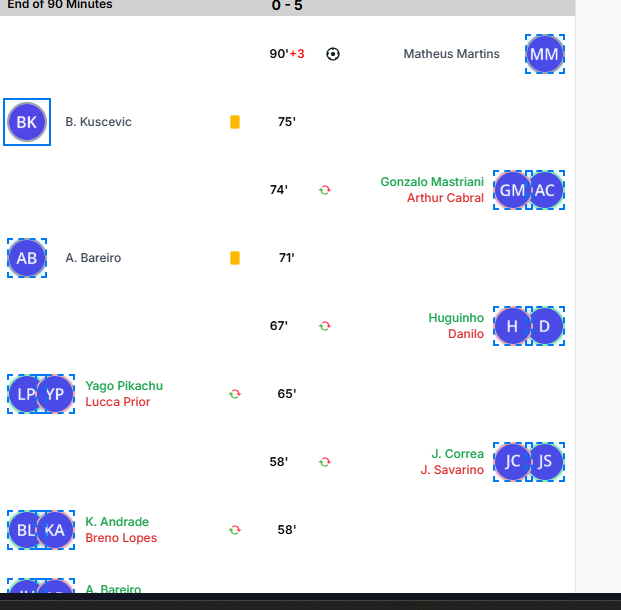 End of 90 Minutes 0 - 5
90'+3 Matheus Martins MM
BK B. Kuscevic 75'
74' Gonzalo Mastriani GM AC
Arthur Cabral
AB A. Bareiro 71'
67' Huguinho H D
Danilo
LP YP Yago Pikachu 65'
Lucca Prior
58' J. Correa JC JS
J. Savarino
BL KA K. Andrade 58'
Breno Lopes
A. Bareiro